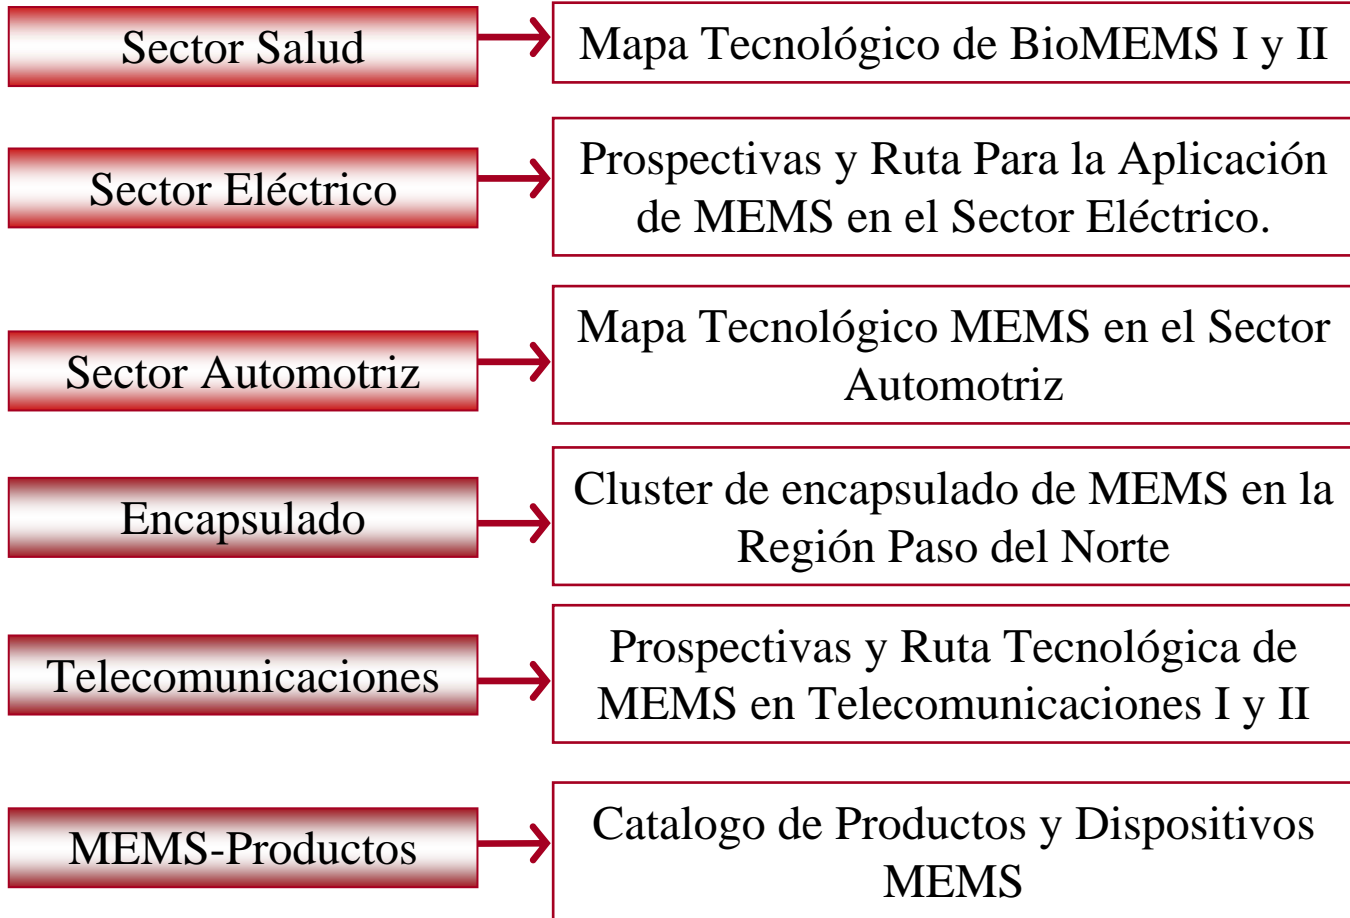 Sector Salud
Mapa Tecnológico de BioMEMS I y II
Sector Eléctrico
Prospectivas y Ruta Para la Aplicación
de MEMS en el Sector Eléctrico.
Sector Automotriz
Mapa Tecnológico MEMS en el Sector
Automotriz
Encapsulado
Cluster de encapsulado de MEMS en la
Región Paso del Norte
Telecomunicaciones
Prospectivas y Ruta Tecnológica de
MEMS en Telecomunicaciones I y II
MEMS-Productos
Catalogo de Productos y Dispositivos
MEMS